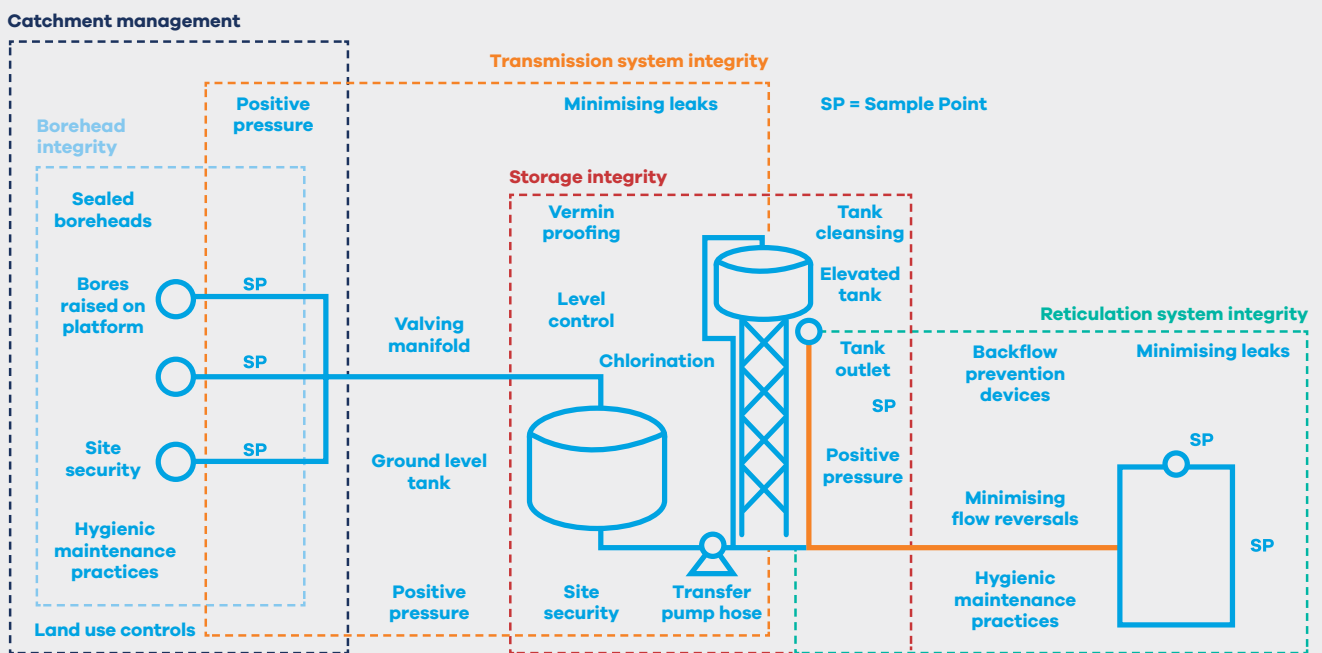 Catchment management
Transmission system integrity
Positive
pressure
Minimising leaks
SP = Sample Point
Borehead
integrity
Storage integrity
Sealed
boreheads
Vermin
proofing
Tank
cleansing
Bores
raised on
platform
SP
Elevated
tank
Level
control
Valving
manifold
Reticulation system integrity
SP
Chlorination
Tank
outlet
Backflow
prevention
devices
Minimising leaks
SP
Site
security
SP
Ground level
tank
Positive
pressure
SP
Minimising
flow reversals
Hygienic
maintenance
practices
SP
Positive
pressure
Site
security
Transfer
pump hose
Hygienic
maintenance
practices
Land use controls